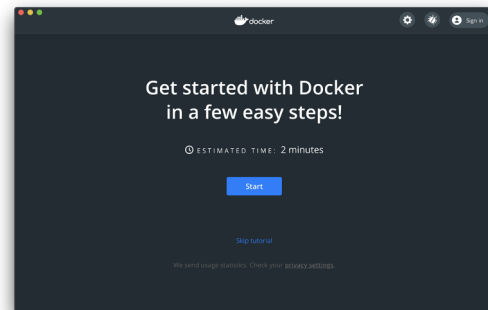 docker
Sign in
Get started with Docker
in a few easy steps!
ESTIMATED TIME: 2 minutes
Start
Skip tutorial
We send usage statistics. Check your privacy settings.